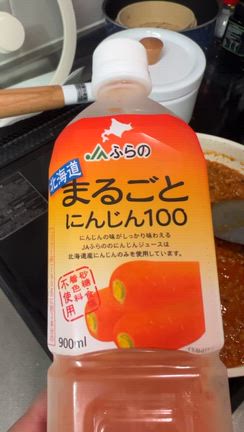 JAふらの
北海道
まるごと
にんじん100
にんじんの味がしっかり味わえる
JAふらののにんじんジュースは
北海道産にんじんのみを使用しています。
砂糖・食塩
着色料
不使用
900ml